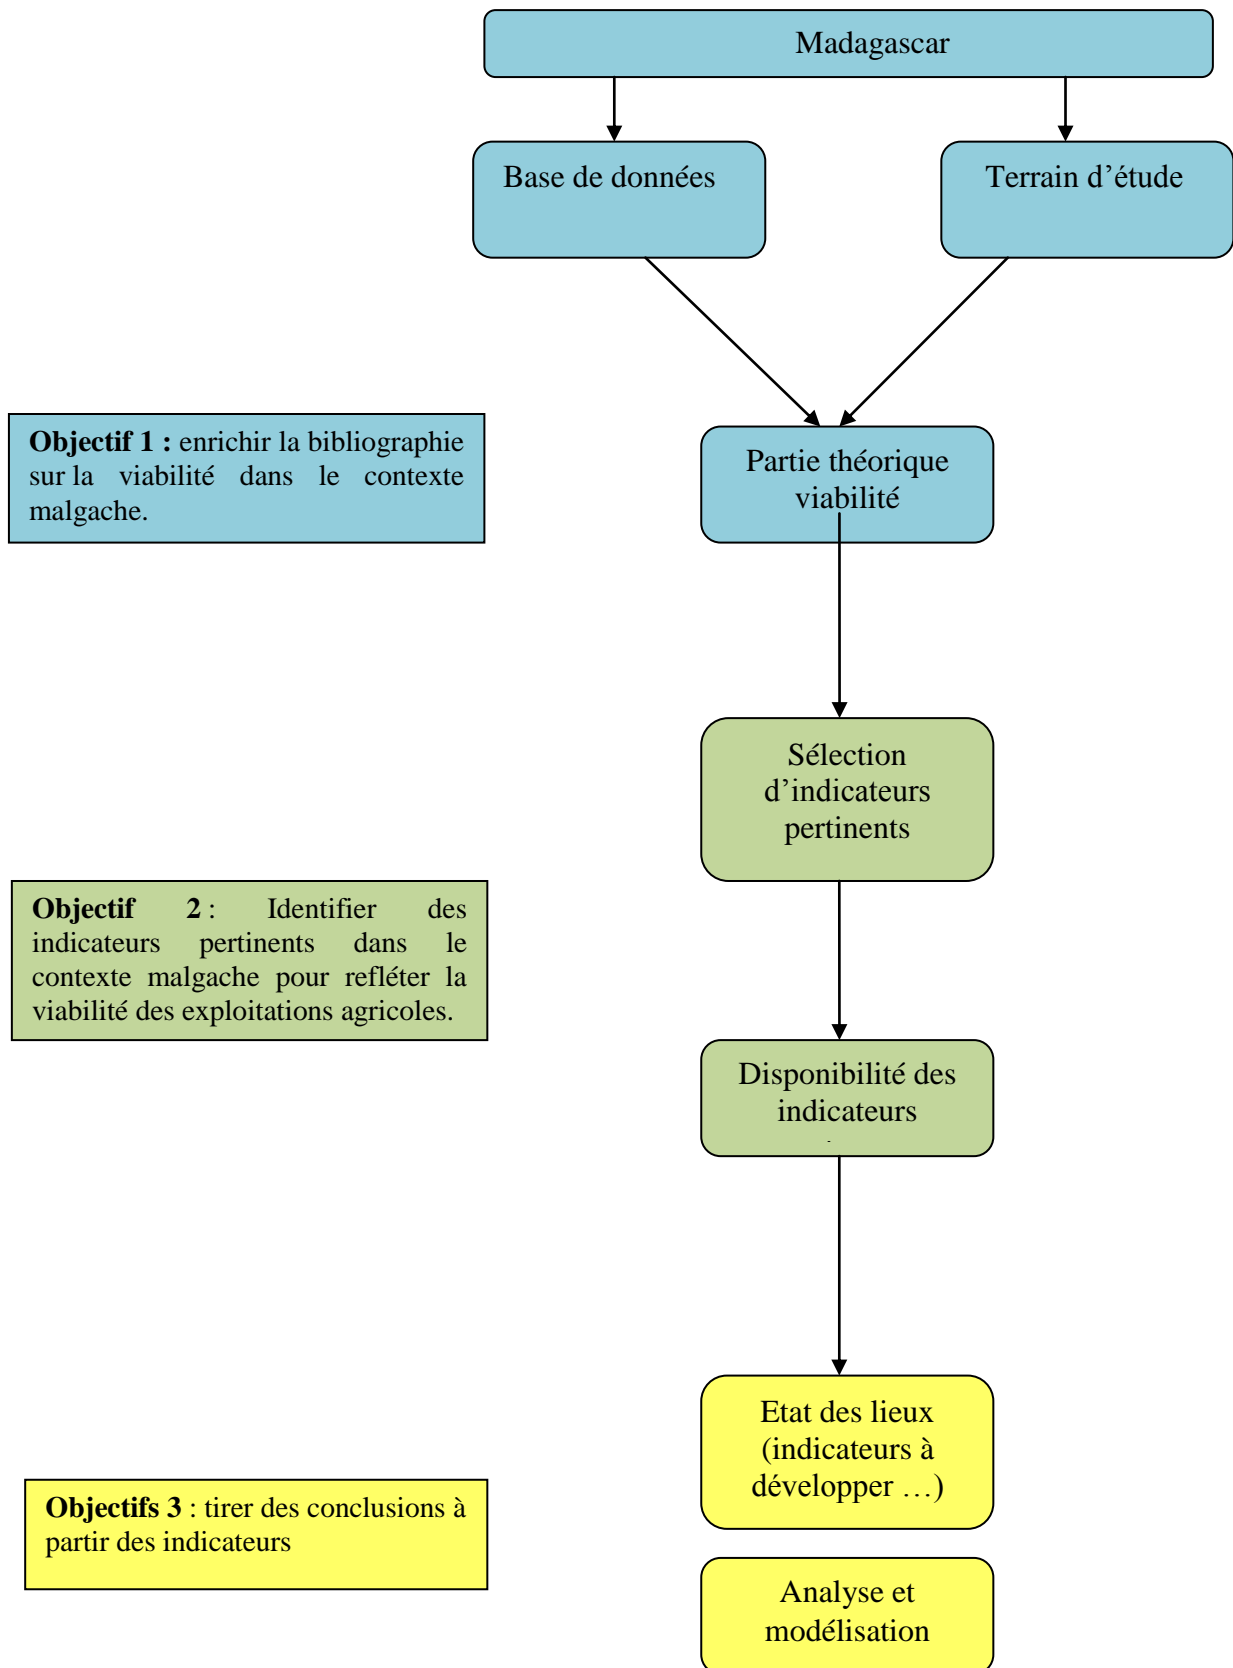 Madagascar
Base de données
Terrain d’étude
Objectif 1 : enrichir la bibliographie
sur la viabilité dans le contexte
malgache.
Partie théorique
viabilité
Sélection
d’indicateurs
pertinents
Objectif 2 : Identifier des
indicateurs pertinents dans le
contexte malgache pour refléter la
viabilité des exploitations agricoles.
Disponibilité des
indicateurs
Etat des lieux
(indicateurs à
développer …)
Objectifs 3 : tirer des conclusions à
partir des indicateurs
Analyse et
modélisation